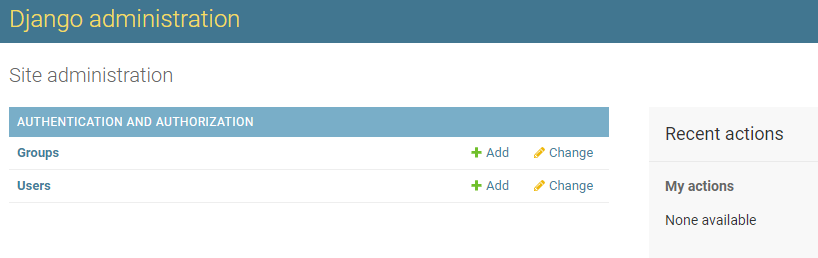 Django administration
Site administration
AUTHENTICATION AND AUTHORIZATION
Groups Add Change
Users Add Change
Recent actions
My actions
None available